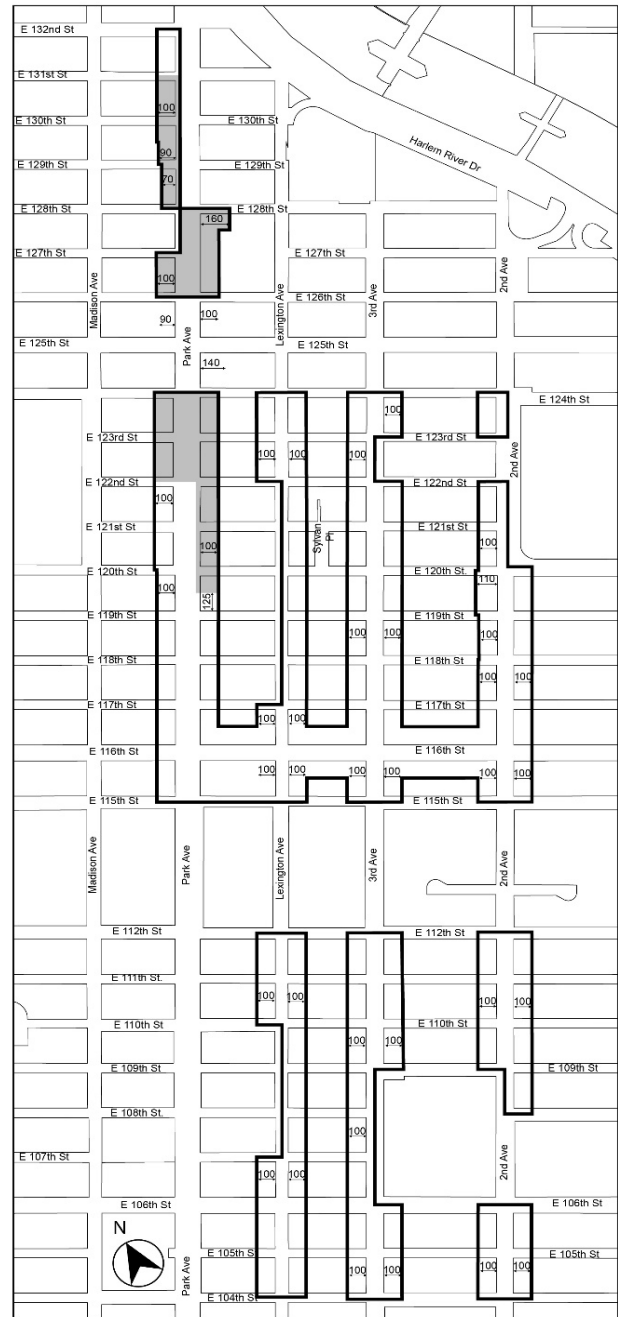 E 132nd St
E 131st St
100
E 130th St
E 130th St
90
E 129th St
E 129th St
70
E 128th St
E 128th St
160
E 127th St
E 127th St
100
E 126th St
Madison Ave
Park Ave
Lexington Ave
3rd Ave
2nd Ave
Harlem River Dr
90
100
E 125th St
E 125th St
140
E 124th St
100
E 123rd St
E 123rd St
100
100
100
2nd Ave
E 122nd St
E 122nd St
100
E 121st St
E 121st St
Sylvan Pl
100
100
E 120th St
E 120th St.
100
110
125
E 119th St
E 119th St
100
100
100
E 118th St
E 118th St
100
100
E 117th St
E 117th St
100
100
E 116th St
E 116th St
100
100
100
100
100
100
E 115th St
E 115th St
Madison Ave
Park Ave
Lexington Ave
3rd Ave
2nd Ave
E 112th St
E 112th St
E 111th St.
100
100
100
100
E 110th St
E 110th St
100
100
E 109th St
E 109th St
E 108th St.
100
E 107th St
2nd Ave
100
100
E 106th St
E 106th St
N
E 105th St
E 105th St
100
100
100
100
Park Ave
E 104th St